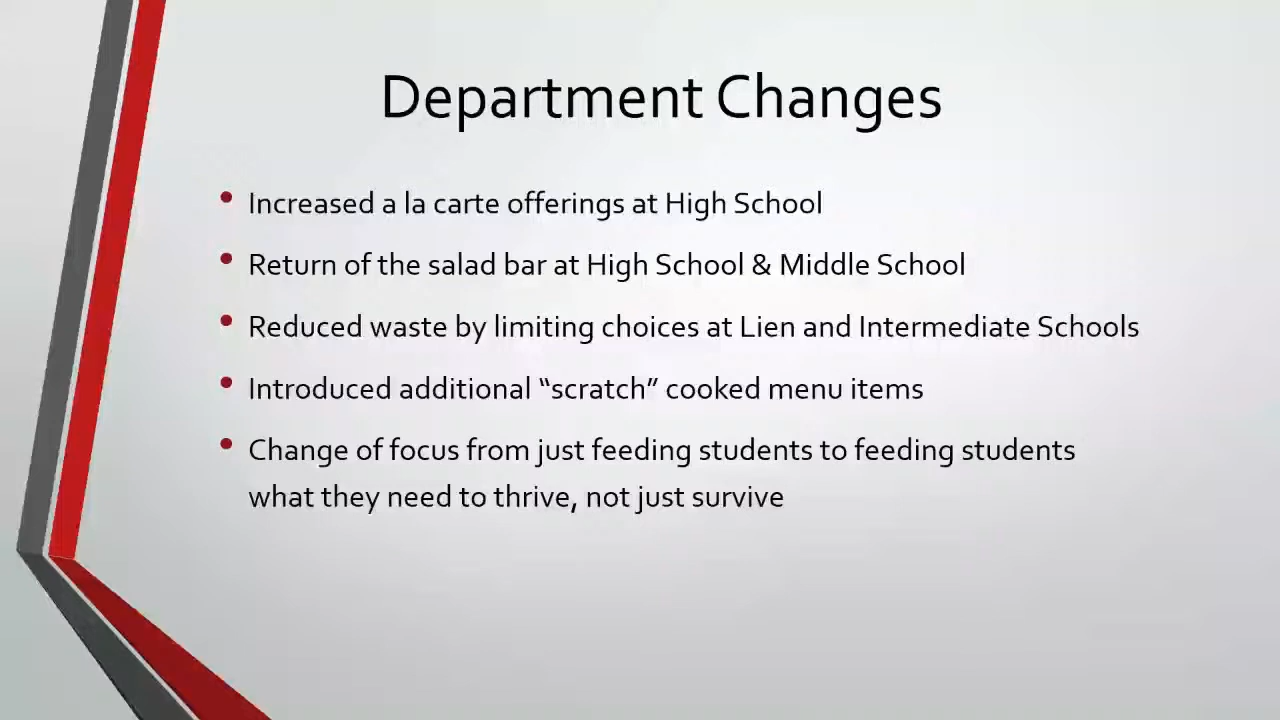 Department Changes
• Increased a la carte offerings at High School
• Return of the salad bar at High School & Middle School
• Reduced waste by limiting choices at Lien and Intermediate Schools
• Introduced additional “scratch” cooked menu items
• Change of focus from just feeding students to feeding students
what they need to thrive, not just survive